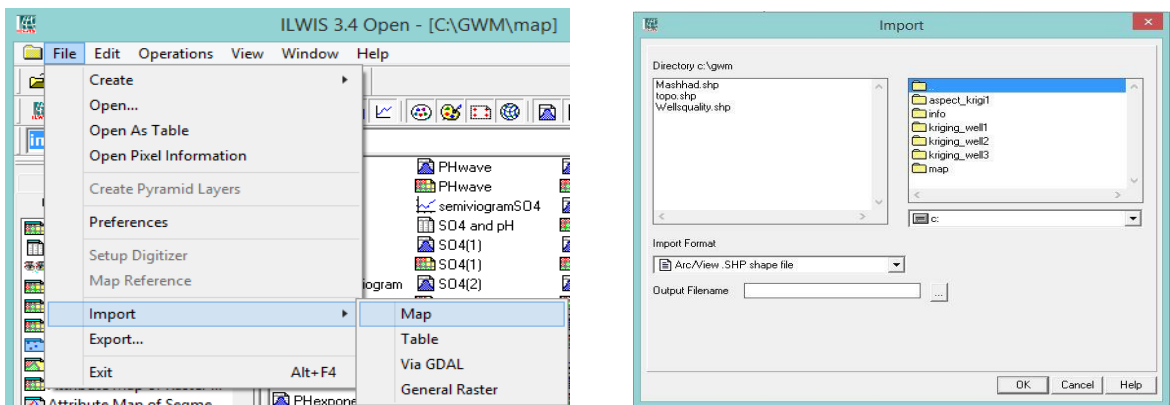 ILWIS 3.4 Open - [C:\GWM\map]
File Edit Operations View Window Help
Create
Open...
Open As Table
Open Pixel Information
Create Pyramid Layers
Preferences
Setup Digitizer
Map Reference
Import
Export...
Exit Alt+F4
PHwave
PHwave
semiviogramSO4
SO4 and pH
SO4(1)
SO4(1)
iogram SO4(2)
Map
Table
Via GDAL
General Raster
Attribute Map of Segme...
PHexpone
Import
Directory c:\gwm
Mashhad.shp
topo.shp
Wellsquality.shp
..
aspect_krigi1
info
kriging_well1
kriging_well2
kriging_well3
map
c:
Import Format
Arc/View .SHP shape file
Output Filename
...
OK Cancel Help